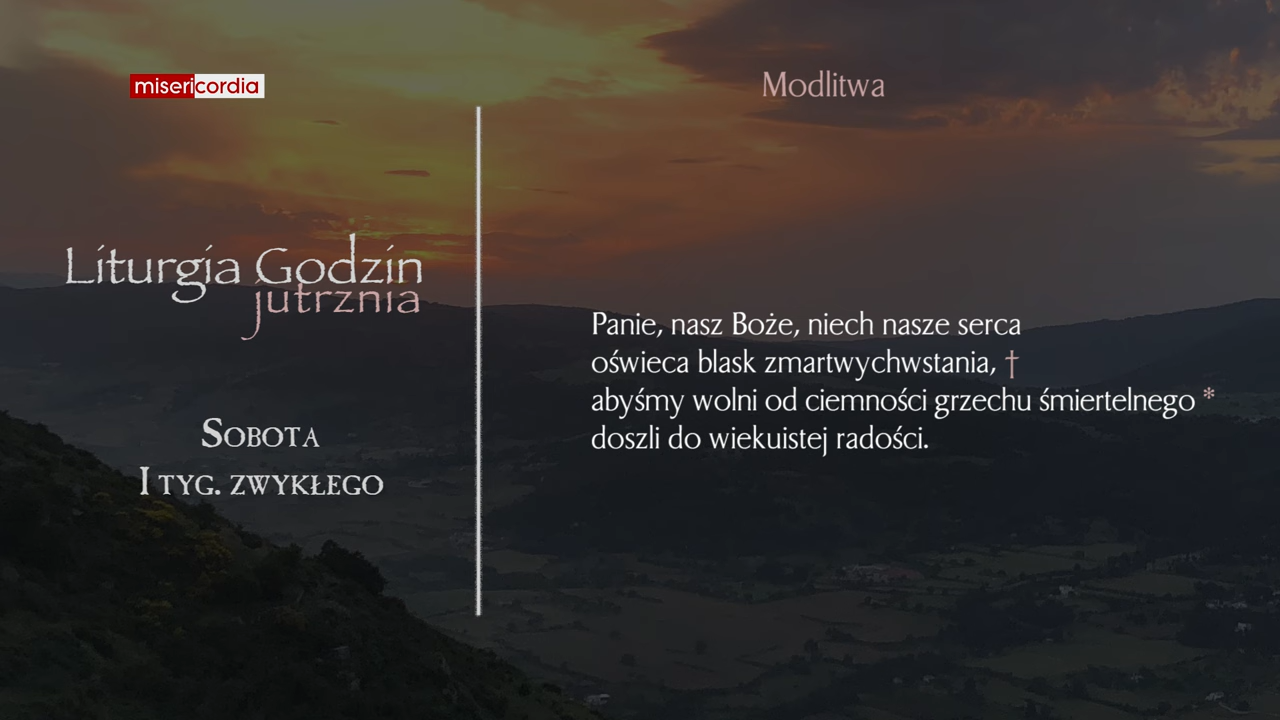 misericordia
Liturgia Godzin
jutrznia
Sobota
I tyg. zwykłego
Modlitwa
Panie, nasz Boże, niech nasze serca
oświeca blask zmartwychwstania, †
abyśmy wolni od ciemności grzechu śmiertelnego *
doszli do wiekuistej radości.